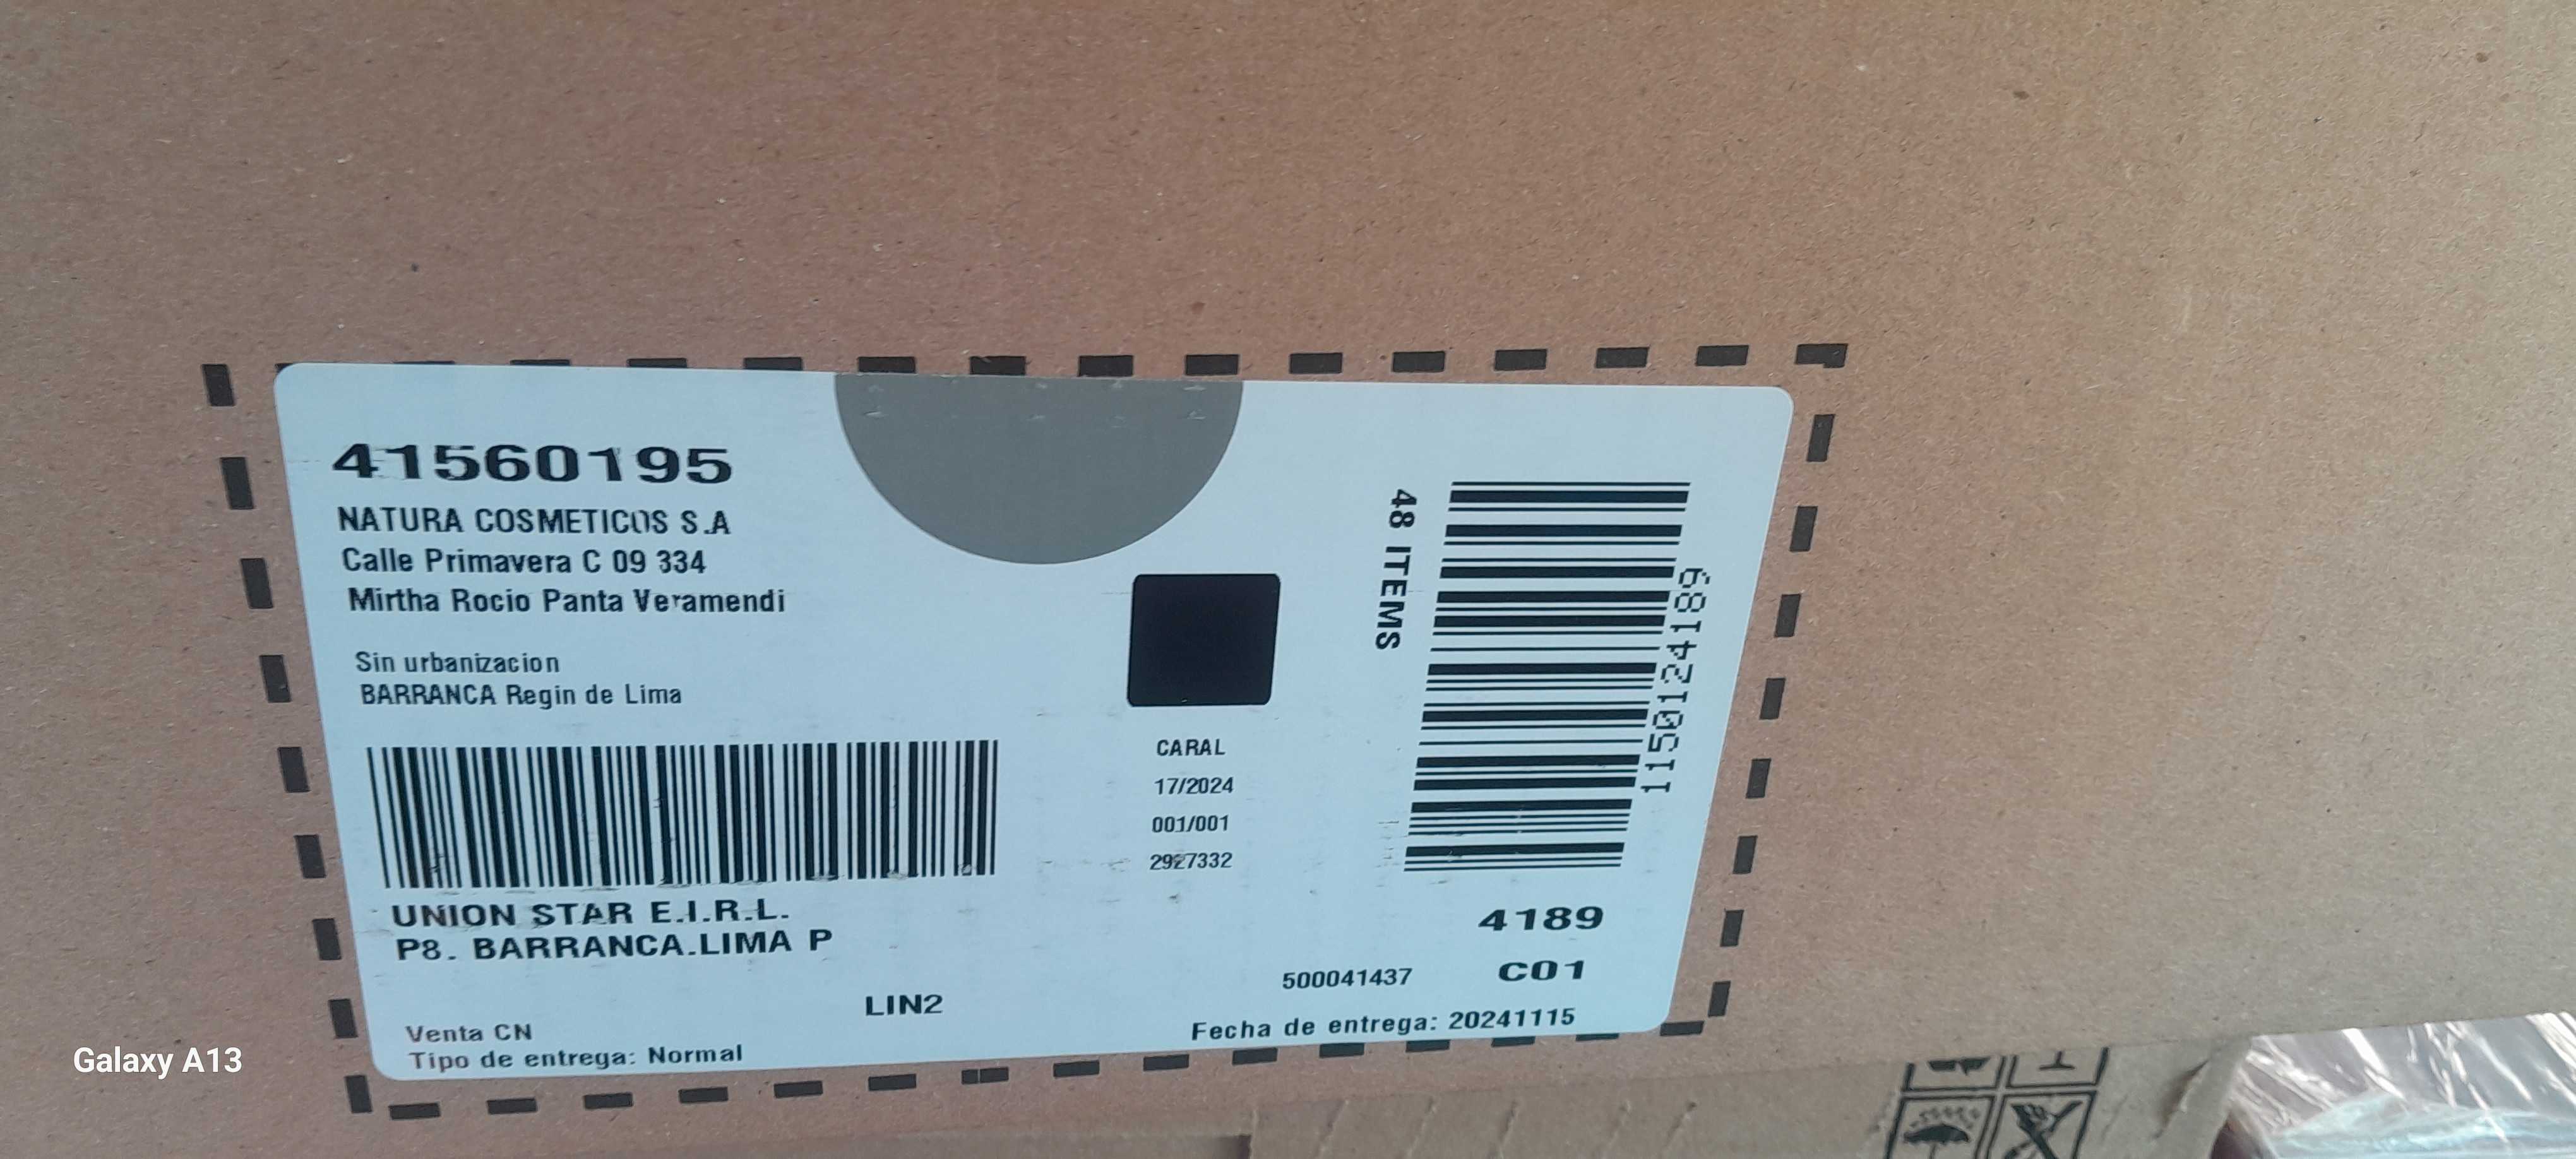 41560195
NATURA COSMETICOS S.A
Calle Primavera C 09 334
Mirtha Rocio Panta Veramendi
Sin urbanizacion
BARRANCA Regin de Lima
UNION STAR E.I.R.L.
P8. BARRANCA.LIMA P
LIN2
Venta CN
Tipo de entrega: Normal
CARAL
17/2024
001/001
2927332
48 ITEMS
1150124189
4189
500041437 C01
Fecha de entrega: 20241115
Galaxy A13